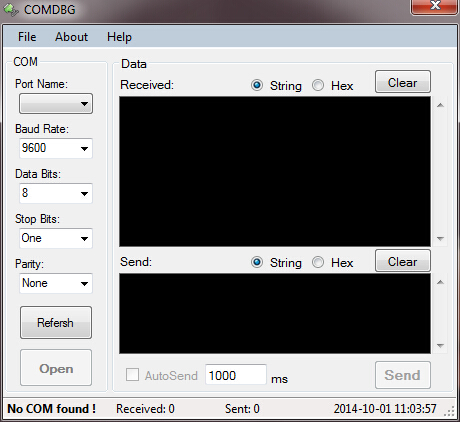 COMDBG
File About Help
COM
Port Name:
Baud Rate:
9600
Data Bits:
8
Stop Bits:
One
Parity:
None
Refersh
Open
Data
Received: String Hex Clear
Send: String Hex Clear
AutoSend 1000 ms Send
No COM found ! Received: 0 Sent: 0 2014-10-01 11:03:57